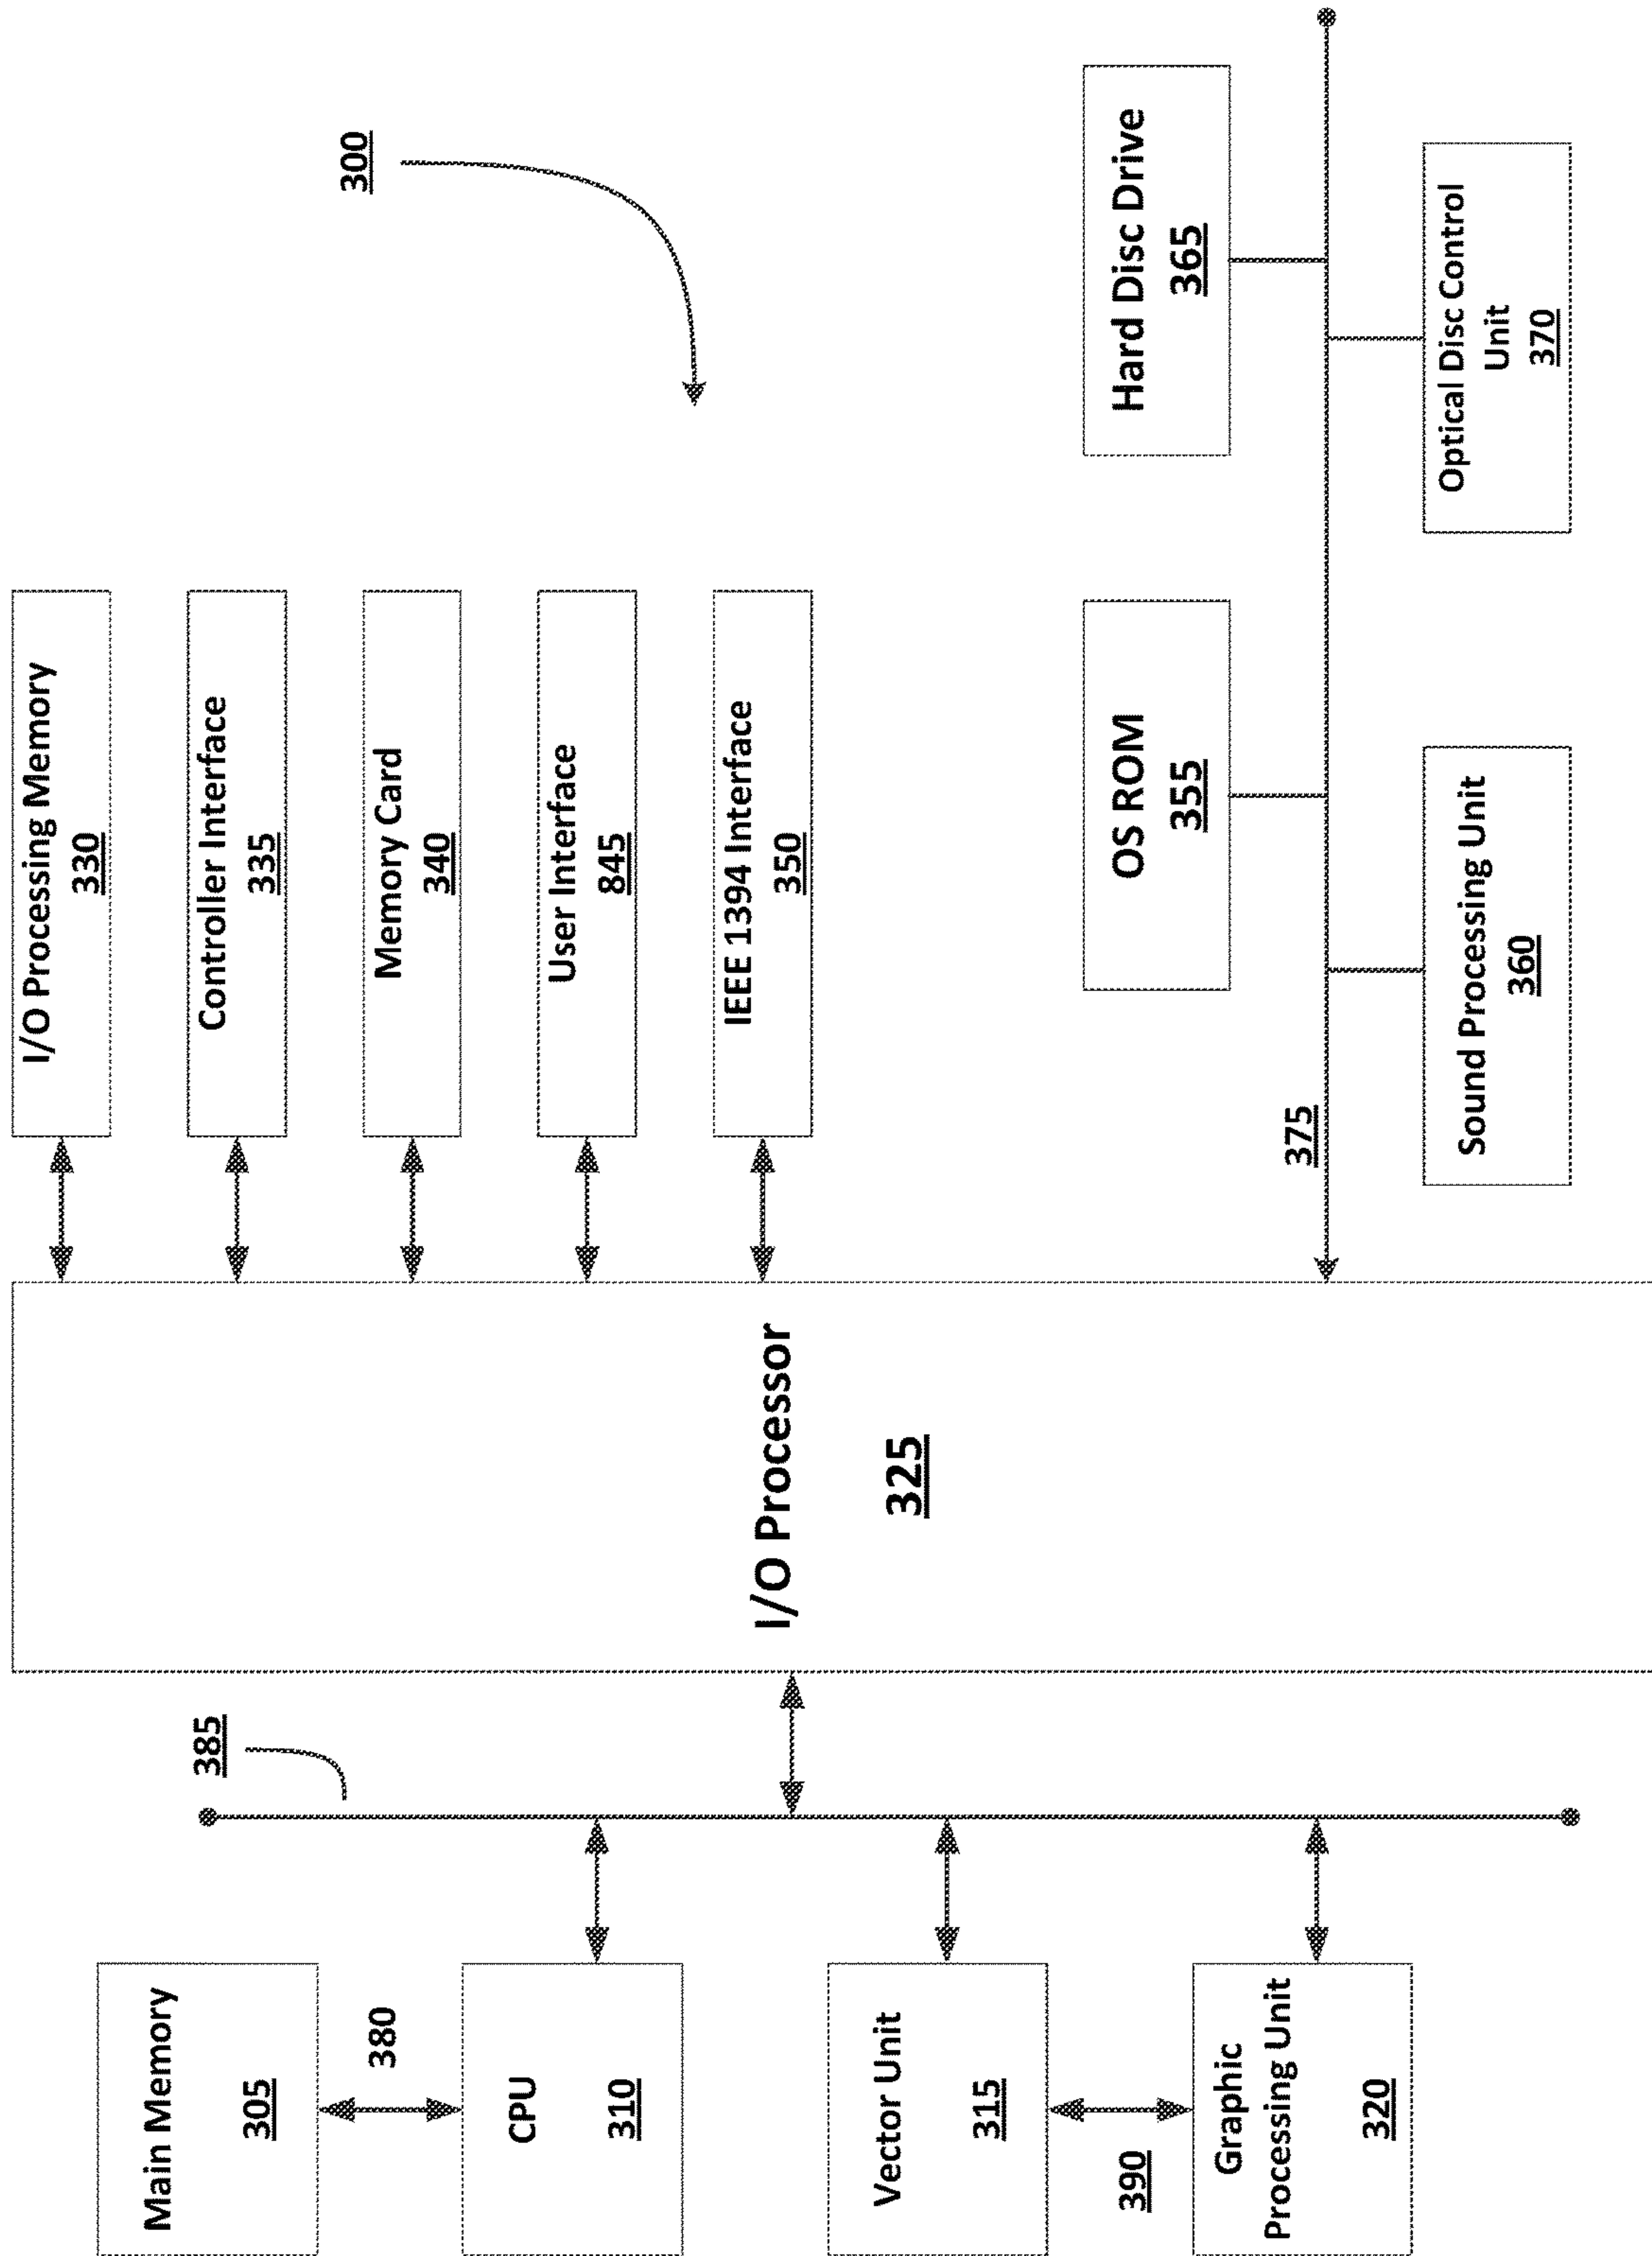 Main Memory
305
380
CPU
310
Vector Unit
315
390
Graphic
Processing Unit
320
385
I/O Processor
325
I/O Processing Memory
330
Controller Interface
335
Memory Card
340
User Interface
845
IEEE 1394 Interface
350
300
375
OS ROM
355
Hard Disc Drive
365
Sound Processing Unit
360
Optical Disc Control
Unit
370